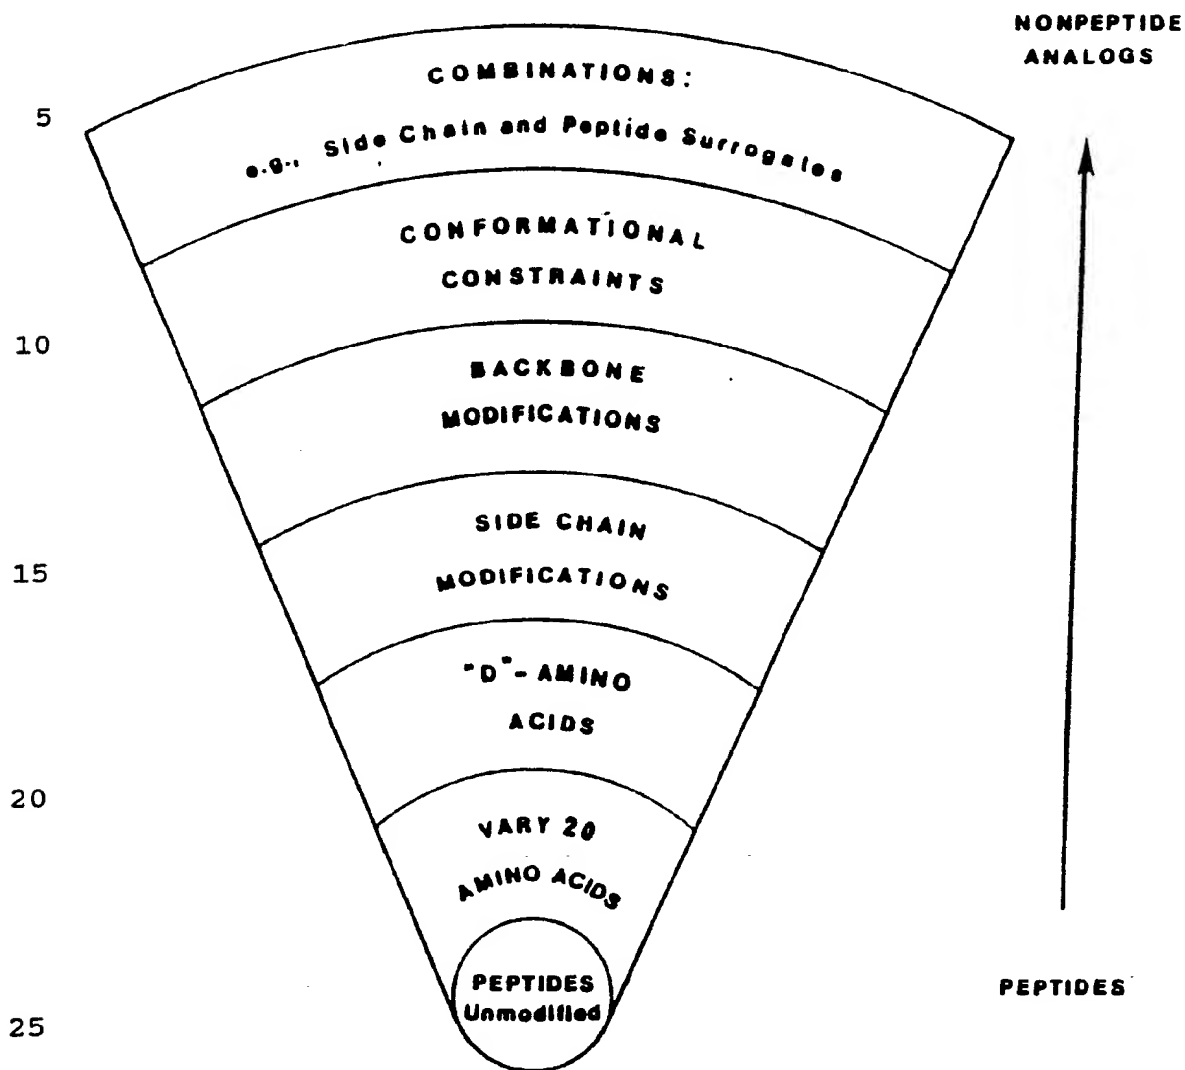 NONPEPTIDE
ANALOGS
COMBINATIONS:
5
e.g., Side Chain and Peptide Surrogates
CONFORMATIONAL
CONSTRAINTS
10
BACKBONE
MODIFICATIONS
SIDE CHAIN
15
MODIFICATIONS
"D"- AMINO
ACIDS
20
VARY 20
AMINO ACIDS
PEPTIDES
Unmodified
PEPTIDES
25